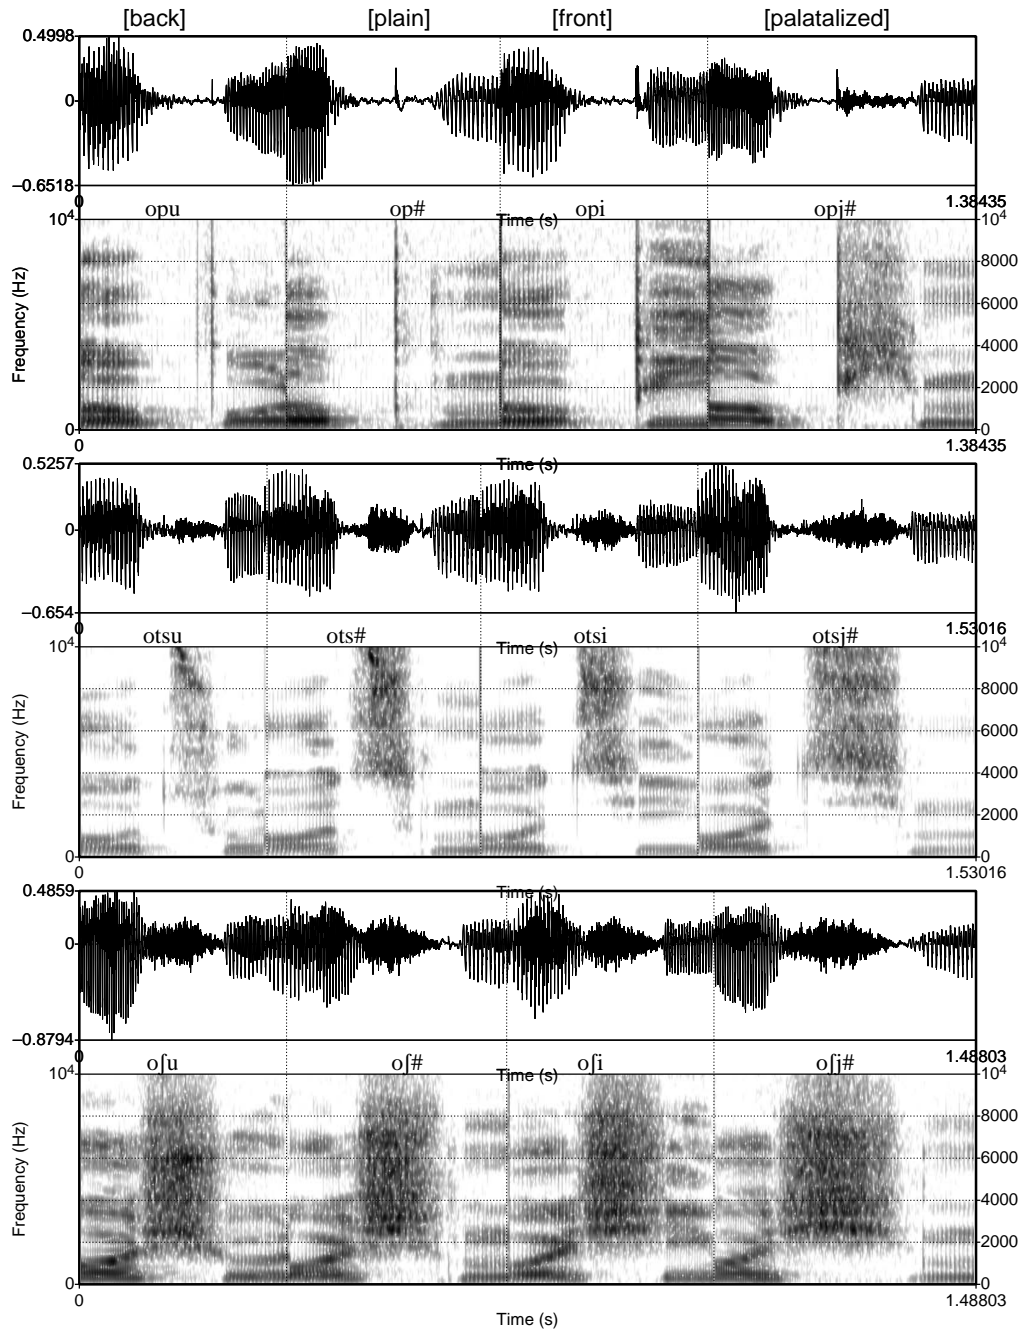 [back] [plain] [front] [palatalized]
0.4998
0
−0.6518
0 Time (s) 1.38435
opu op# opi opj#
10⁴ 10⁴
8000
6000
4000
2000
0 0
Frequency (Hz)
0 Time (s) 1.38435
0.5257
0
−0.654
0 Time (s) 1.53016
otsu ots# otsi otsj#
10⁴ 10⁴
8000
6000
4000
2000
0 0
Frequency (Hz)
0 Time (s) 1.53016
0.4859
0
−0.8794
0 Time (s) 1.48803
oʃu oʃ# oʃi oʃj#
10⁴ 10⁴
8000
6000
4000
2000
0 0
Frequency (Hz)
0 Time (s) 1.48803